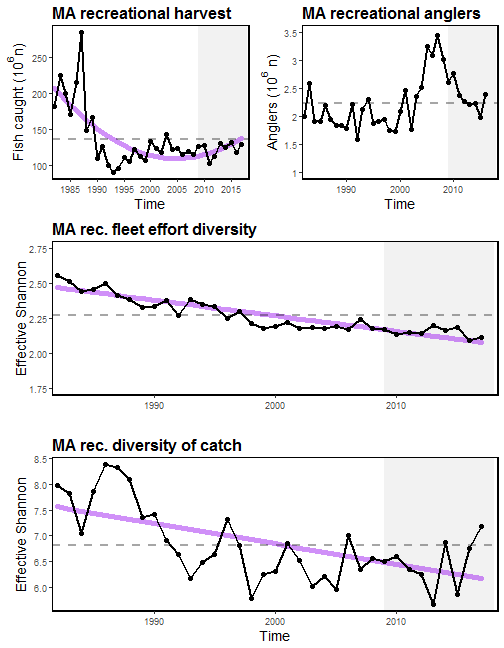 MA recreational harvest
Fish caught (10⁶ n)
250
200
150
100
1985 1990 1995 2000 2005 2010 2015
Time
MA recreational anglers
Anglers (10⁶ n)
3.5
3
2.5
2
1.5
1
1990 2000 2010
Time
MA rec. fleet effort diversity
Effective Shannon
2.75
2.50
2.25
2.00
1.75
1990 2000 2010
MA rec. diversity of catch
Effective Shannon
8.5
8.0
7.5
7.0
6.5
6.0
1990 2000 2010
Time